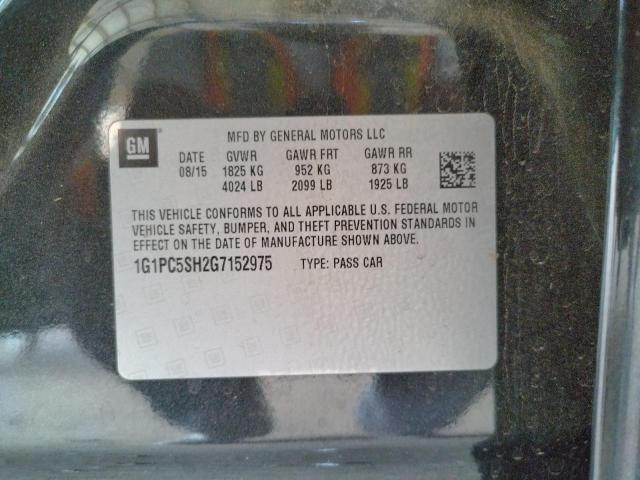 GM
MFD BY GENERAL MOTORS LLC
DATE GVWR GAWR FRT GAWR RR
08/15 1825 KG 952 KG 873 KG
4024 LB 2099 LB 1925 LB
THIS VEHICLE CONFORMS TO ALL APPLICABLE U.S. FEDERAL MOTOR
VEHICLE SAFETY, BUMPER, AND THEFT PREVENTION STANDARDS IN
EFFECT ON THE DATE OF MANUFACTURE SHOWN ABOVE.
1G1PC5SH2G7152975 TYPE: PASS CAR